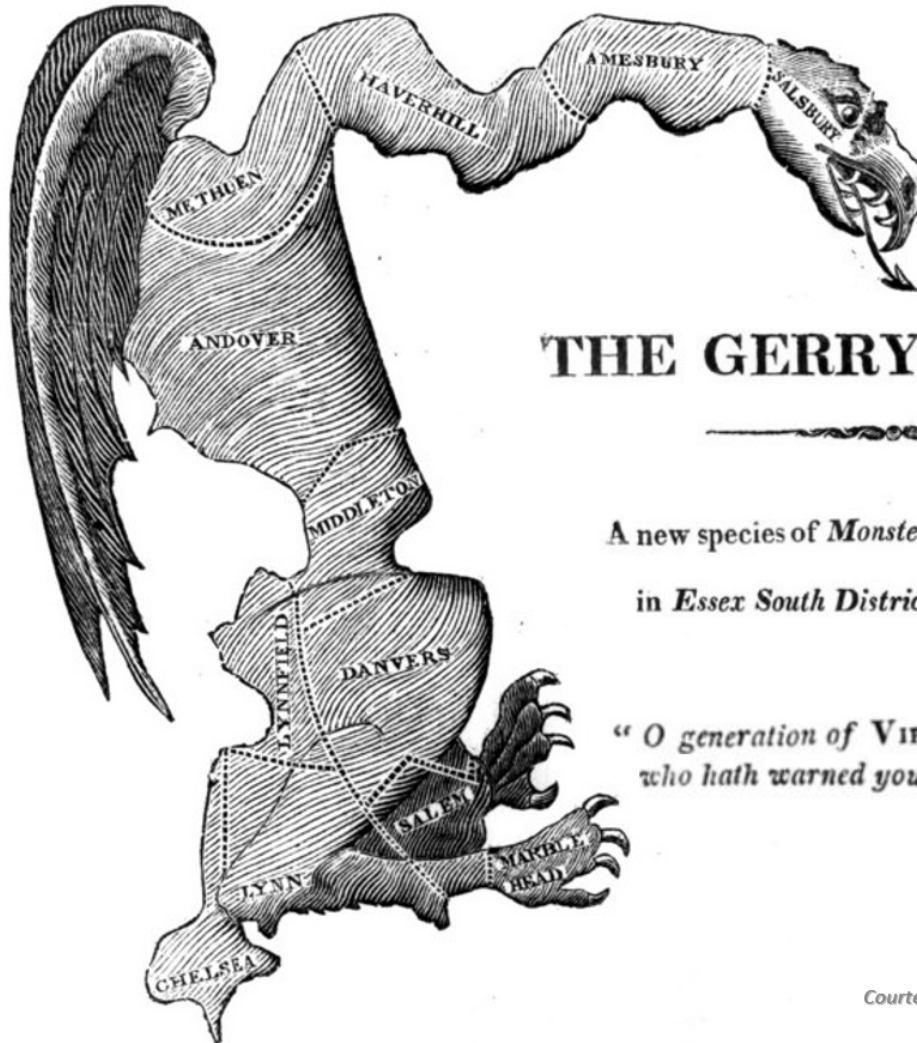 AMESBURY
SALSBURY
HAVERHILL
METHUEN
ANDOVER
THE GERRY
MIDDLETON
A new species of Monste
in Essex South Distric
LYNNFIELD
DANVERS
" O generation of VI
who hath warned you
SALEM
MARBLE
HEAD
LYNN
CHELSEA
Courte